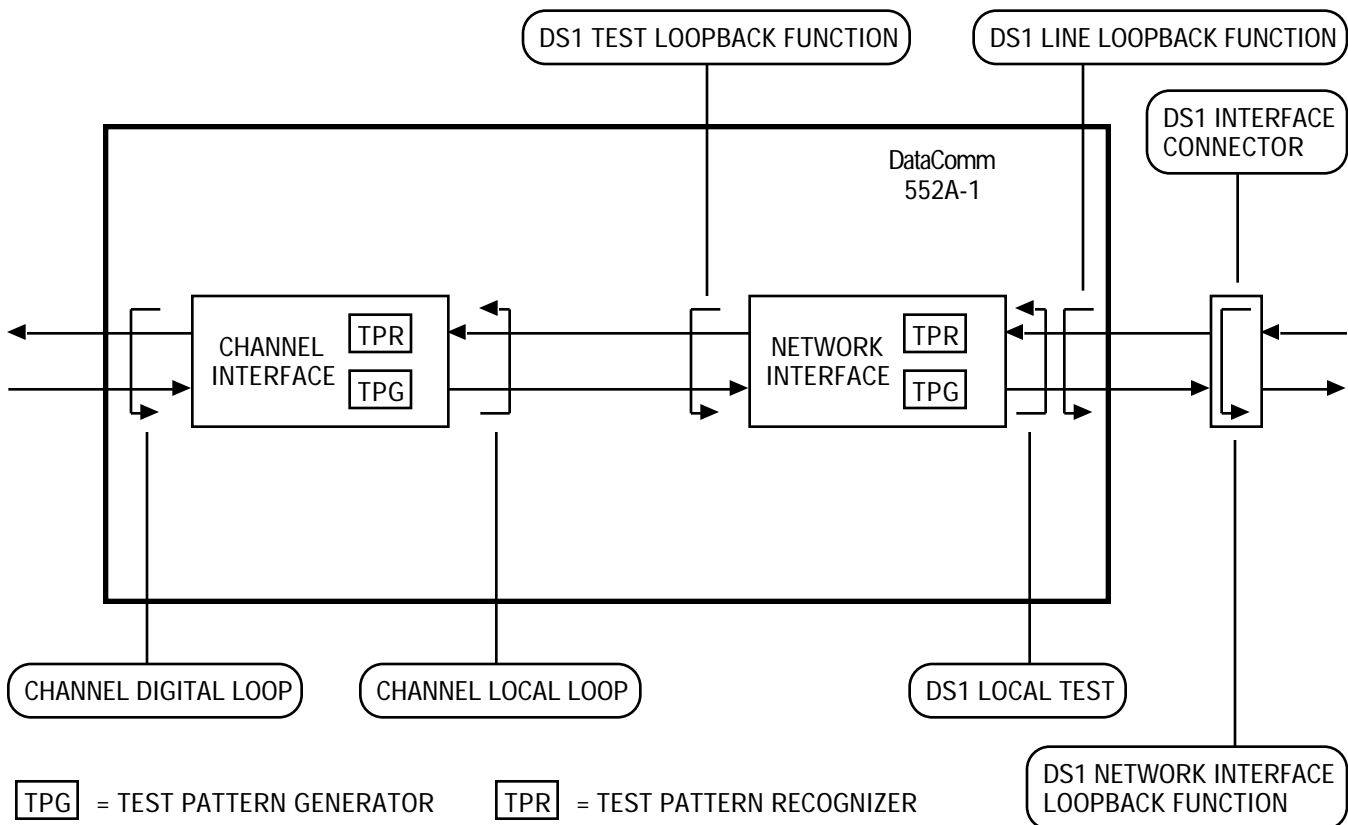 DS1 TEST LOOPBACK FUNCTION
DS1 LINE LOOPBACK FUNCTION
DS1 INTERFACE
CONNECTOR
DataComm
552A-1
CHANNEL
INTERFACE
TPR
TPG
NETWORK
INTERFACE
TPR
TPG
CHANNEL DIGITAL LOOP
CHANNEL LOCAL LOOP
DS1 LOCAL TEST
DS1 NETWORK INTERFACE
LOOPBACK FUNCTION
TPG = TEST PATTERN GENERATOR
TPR = TEST PATTERN RECOGNIZER